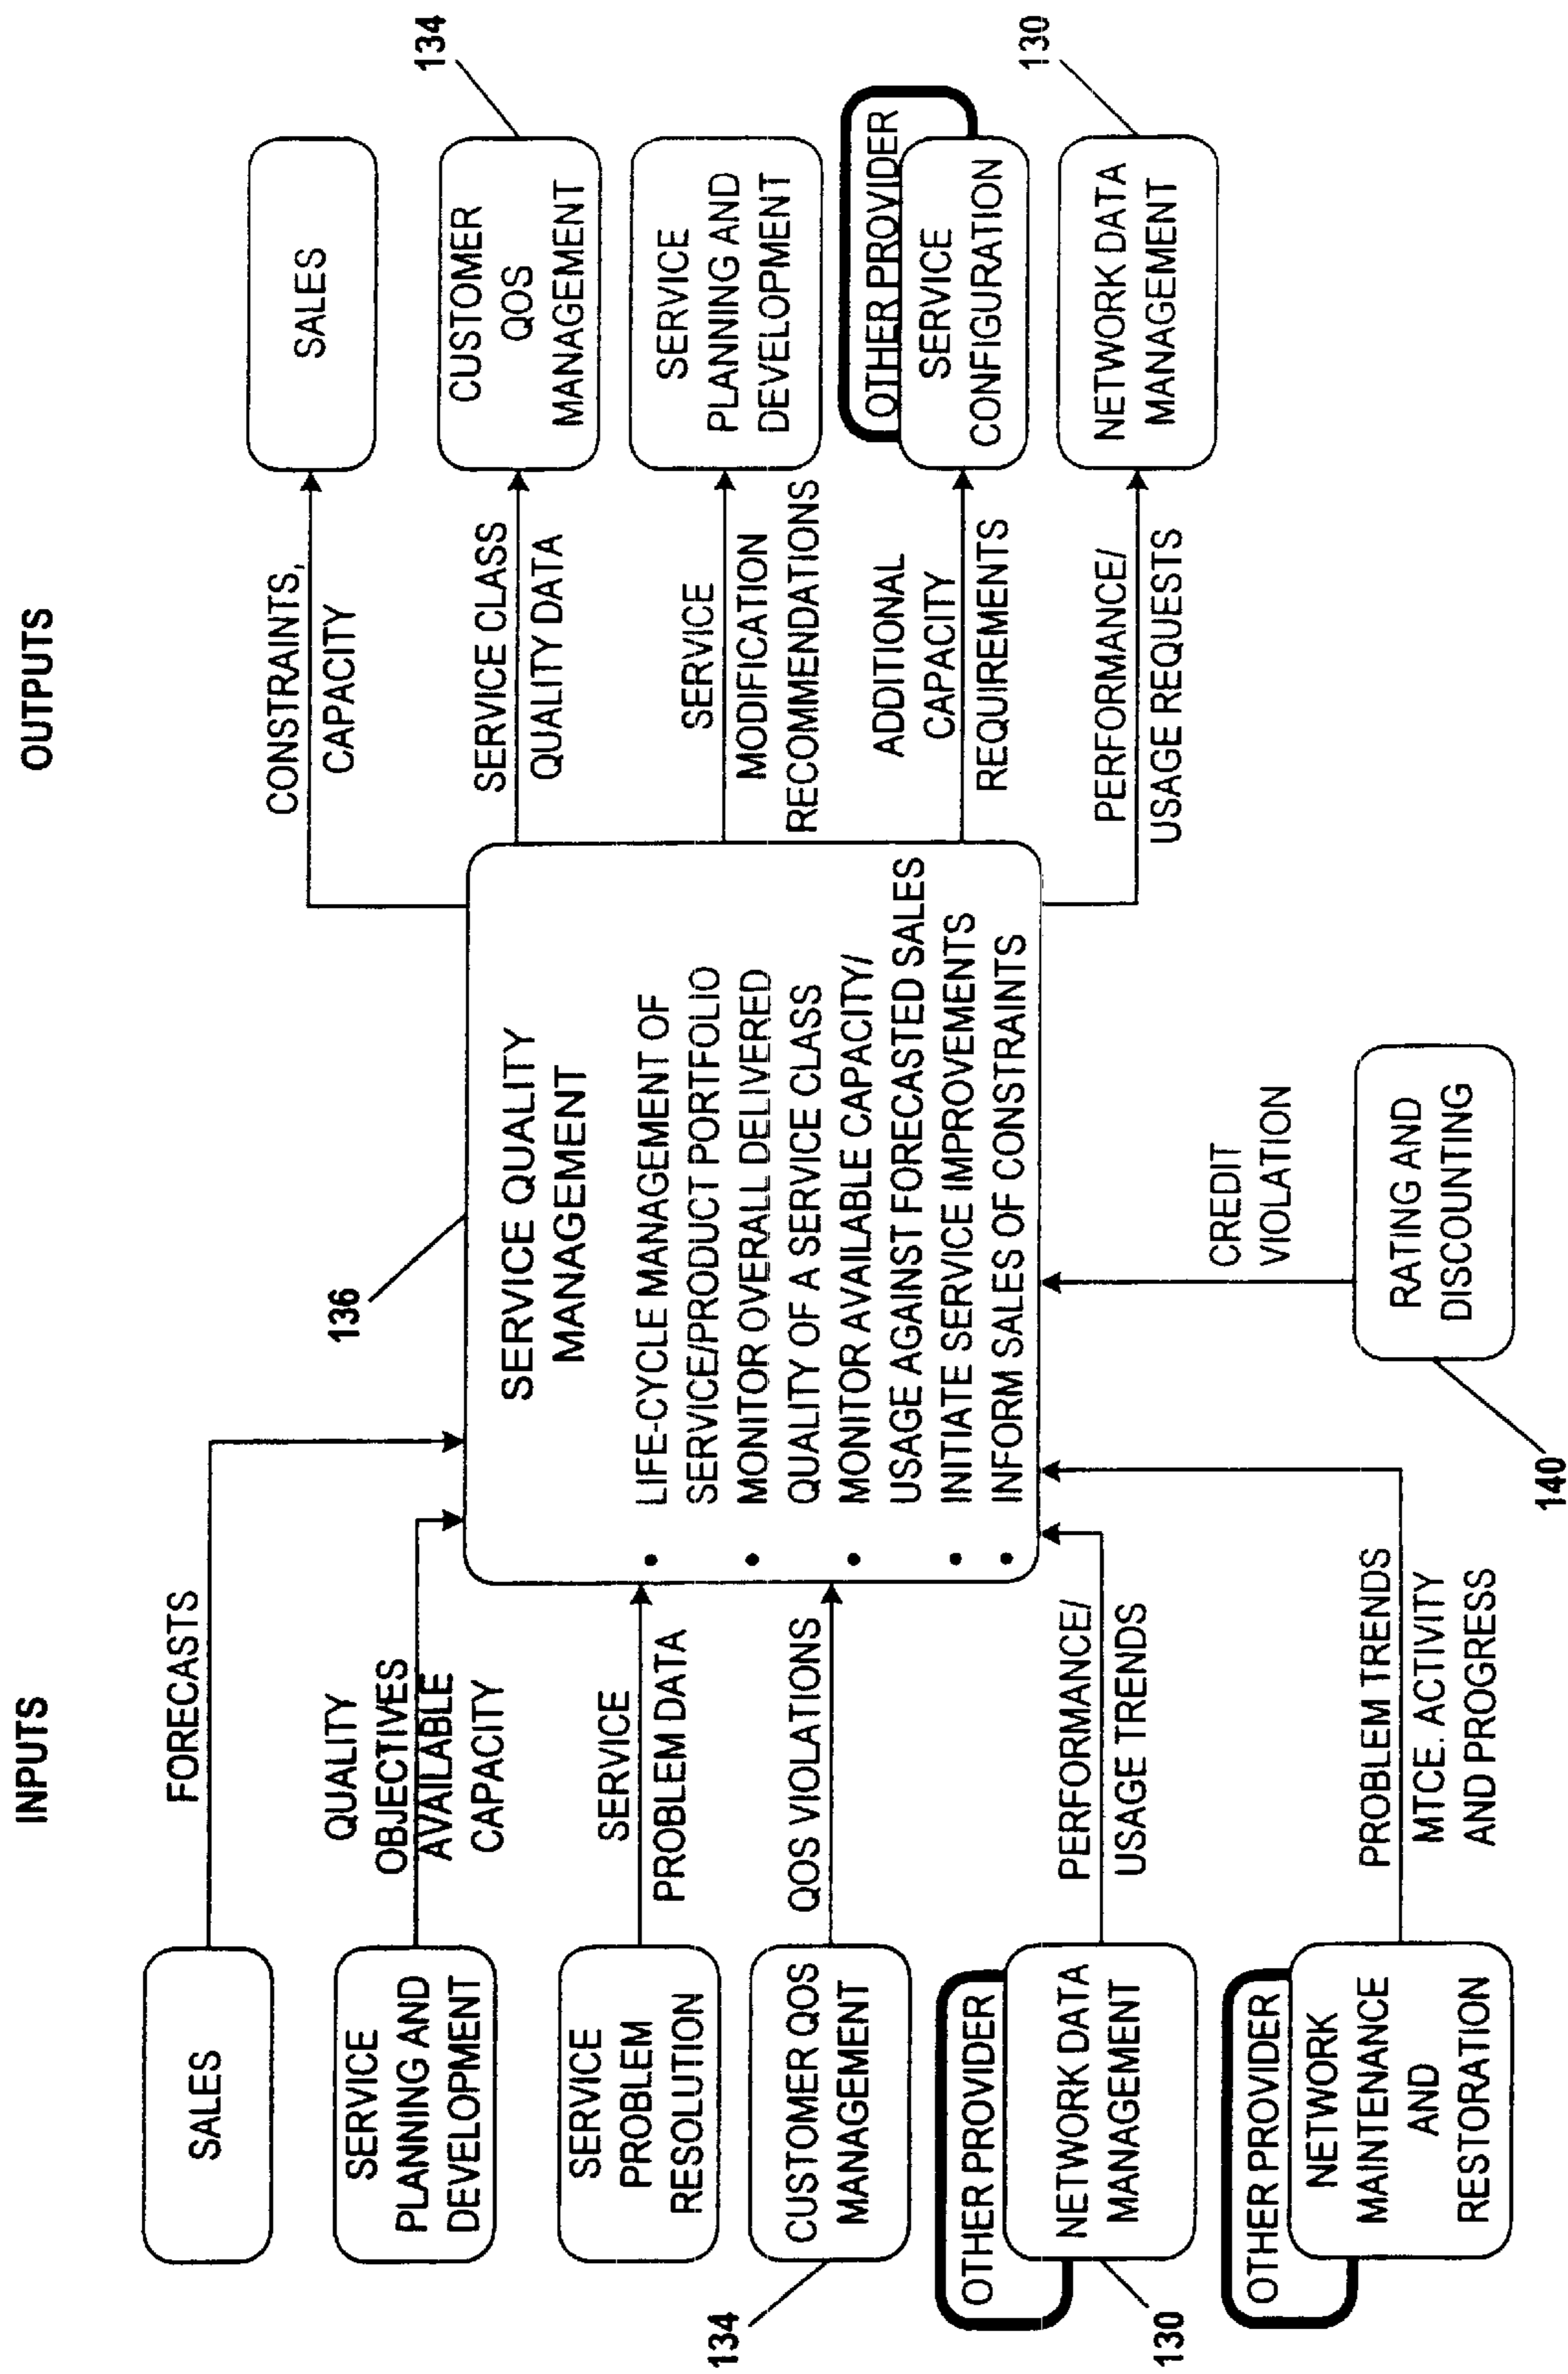 INPUTS
OUTPUTS
SALES
FORECASTS
SERVICE
PLANNING AND
DEVELOPMENT
QUALITY
OBJECTIVES
AVAILABLE
CAPACITY
SERVICE
PROBLEM
RESOLUTION
SERVICE
PROBLEM DATA
CUSTOMER QOS
MANAGEMENT
134
QOS VIOLATIONS
OTHER PROVIDER
NETWORK DATA
MANAGEMENT
130
PERFORMANCE/
USAGE TRENDS
OTHER PROVIDER
NETWORK
MAINTENANCE
AND
RESTORATION
PROBLEM TRENDS
MTCE. ACTIVITY
AND PROGRESS
136
SERVICE QUALITY
MANAGEMENT
• LIFE-CYCLE MANAGEMENT OF
SERVICE/PRODUCT PORTFOLIO
• MONITOR OVERALL DELIVERED
QUALITY OF A SERVICE CLASS
• MONITOR AVAILABLE CAPACITY/
USAGE AGAINST FORECASTED SALES
• INITIATE SERVICE IMPROVEMENTS
• INFORM SALES OF CONSTRAINTS
CREDIT
VIOLATION
RATING AND
DISCOUNTING
140
CONSTRAINTS,
CAPACITY
SALES
SERVICE CLASS
QUALITY DATA
CUSTOMER
QOS
MANAGEMENT
134
SERVICE
MODIFICATION
RECOMMENDATIONS
SERVICE
PLANNING AND
DEVELOPMENT
ADDITIONAL
CAPACITY
REQUIREMENTS
OTHER PROVIDER
SERVICE
CONFIGURATION
PERFORMANCE/
USAGE REQUESTS
NETWORK DATA
MANAGEMENT
130